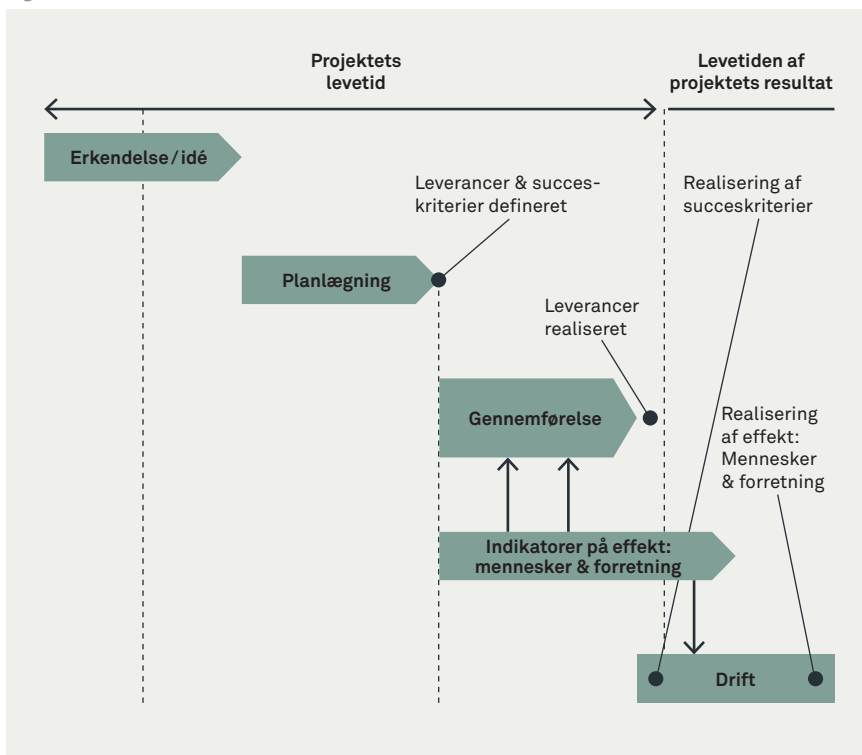 Projektets
levetid
Levetiden af
projektets resultat
Erkendelse/idé
Leverancer & succes-
kriterier defineret
Realisering af
succeskriterier
Planlægning
Leverancer
realiseret
Gennemførelse
Realisering
af effekt:
Mennesker
& forretning
Indikatorer på effekt:
mennesker & forretning
Drift